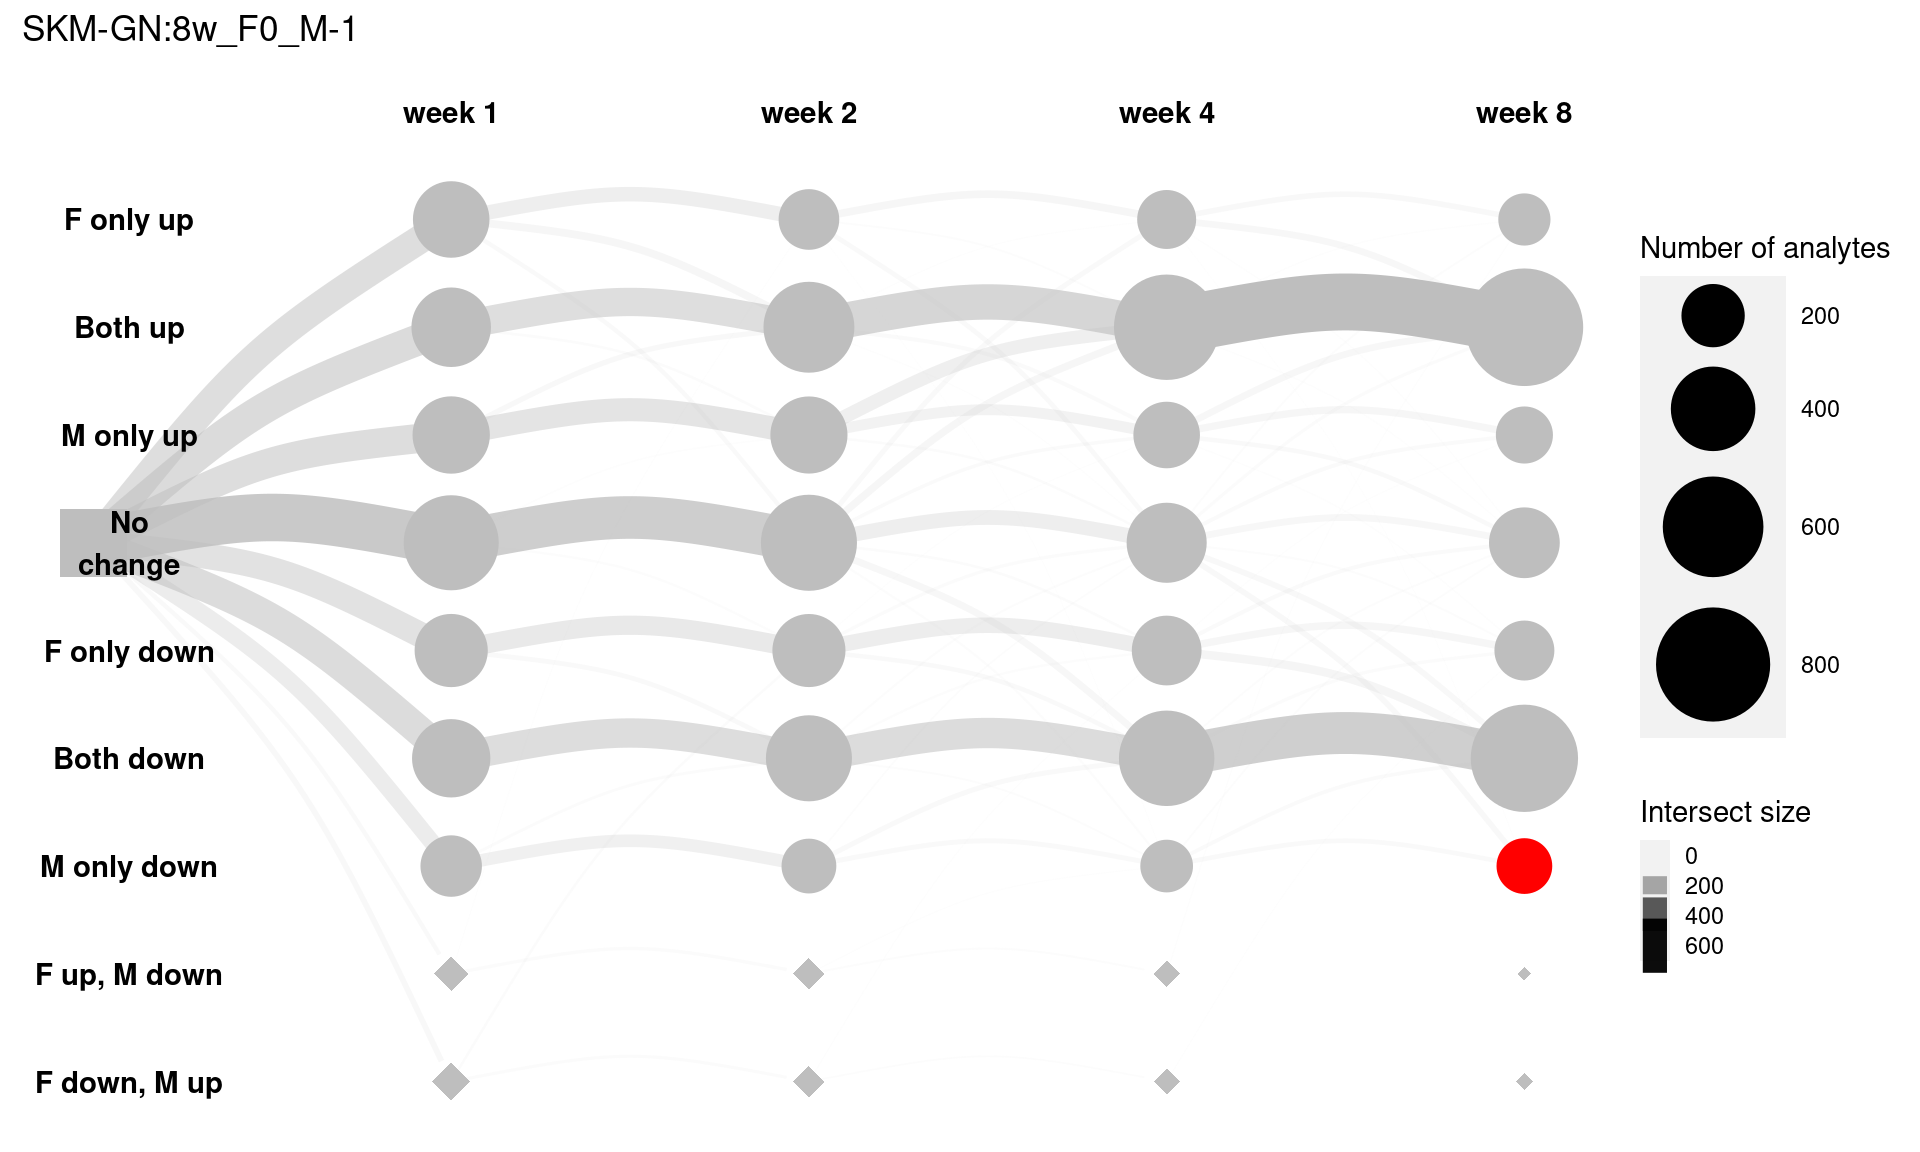 SKM-GN:8w_F0_M-1
week 1
week 2
week 4
week 8
F only up
Both up
M only up
No
change
F only down
Both down
M only down
F up, M down
F down, M up
Number of analytes
200
400
600
800
Intersect size
0
200
400
600